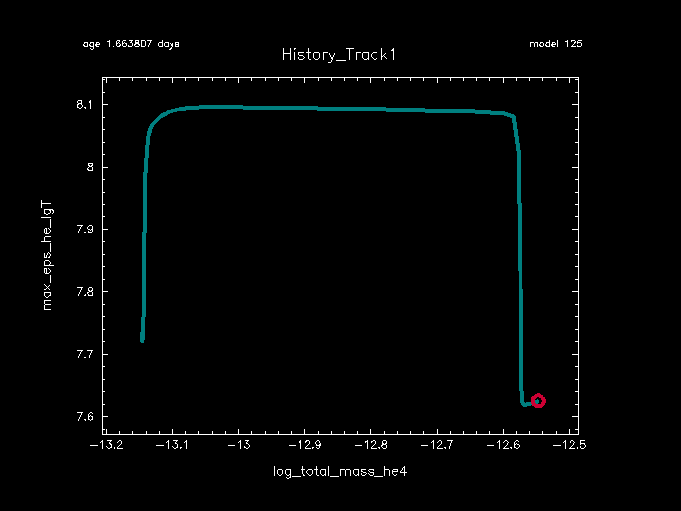 age 1.663807 days
model 125
History_Track1
8.1
8
7.9
7.8
7.7
7.6
max_eps_he_lgT
−13.2 −13.1 −13 −12.9 −12.8 −12.7 −12.6 −12.5
log_total_mass_he4